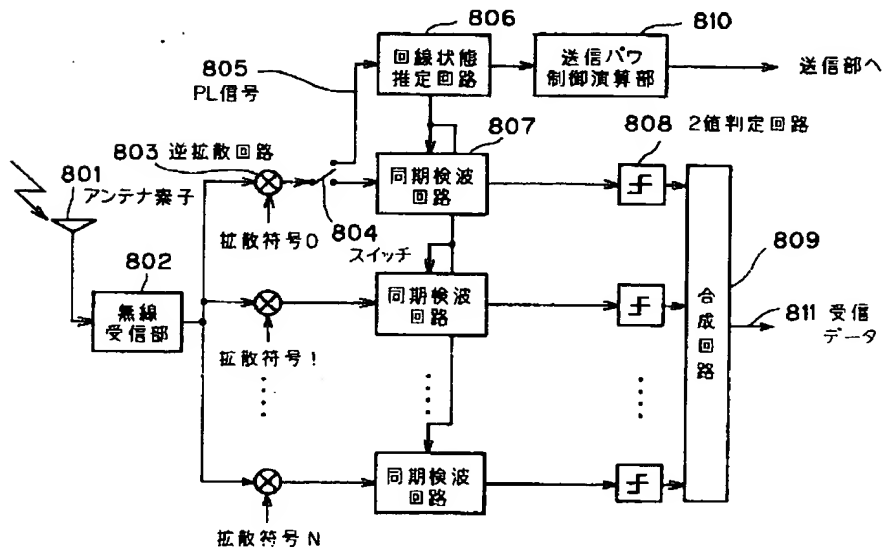 806
回線状態
推定回路
810
送信パワ
制御演算部
送信部へ
805
PL信号
807
808 2値判定回路
803 逆拡散回路
同期検波
回路
801
アンテナ素子
拡散符号0
804
スイッチ
809
802
無線
受信部
同期検波
回路
合成回路
811 受信
データ
拡散符号1
同期検波
回路
拡散符号N